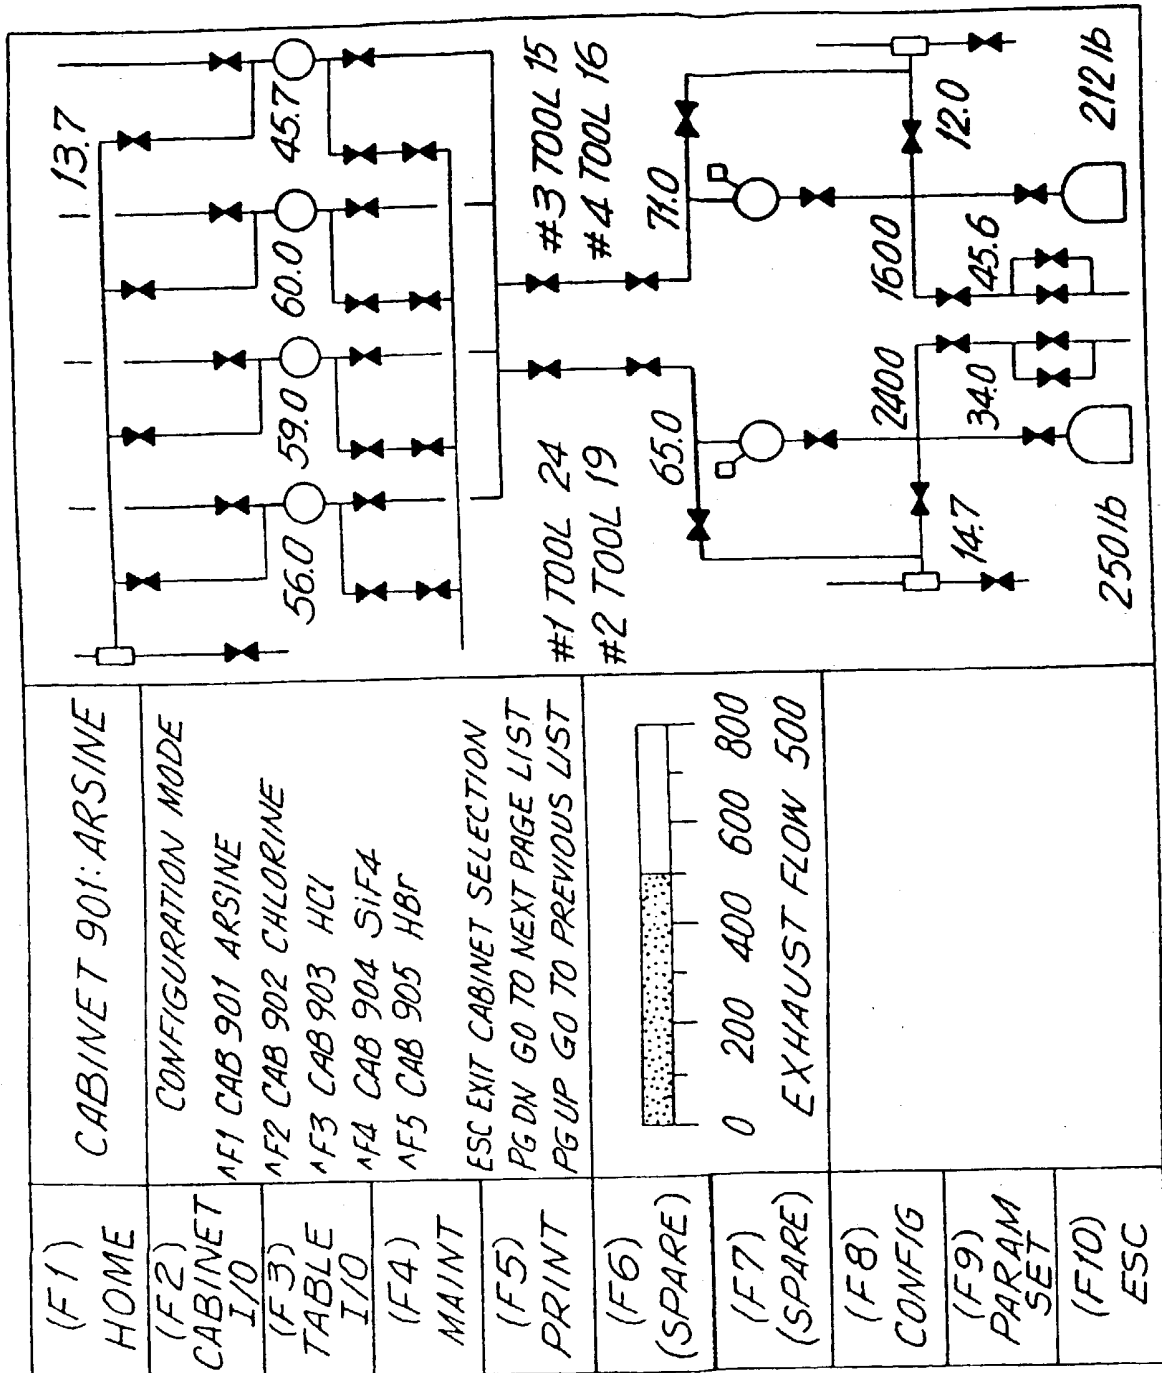 (F1)
HOME
(F2)
CABINET
I/O
(F3)
TABLE
I/O
(F4)
MAINT
(F5)
PRINT
(F6)
(SPARE)
(F7)
(SPARE)
(F8)
CONFIG
(F9)
PARAM
SET
(F10)
ESC
CABINET 901: ARSINE
CONFIGURATION MODE
^F1 CAB 901 ARSINE
^F2 CAB 902 CHLORINE
^F3 CAB 903 HCl
^F4 CAB 904 SiF4
^F5 CAB 905 HBr
ESC EXIT CABINET SELECTION
PG DN GO TO NEXT PAGE LIST
PG UP GO TO PREVIOUS LIST
0 200 400 600 800
EXHAUST FLOW 500
13.7
56.0 59.0 60.0 45.7
#1 TOOL 24
#2 TOOL 19
#3 TOOL 15
#4 TOOL 16
65.0 71.0
2400 1600
14.7 34.0 45.6 12.0
250 lb 212 lb